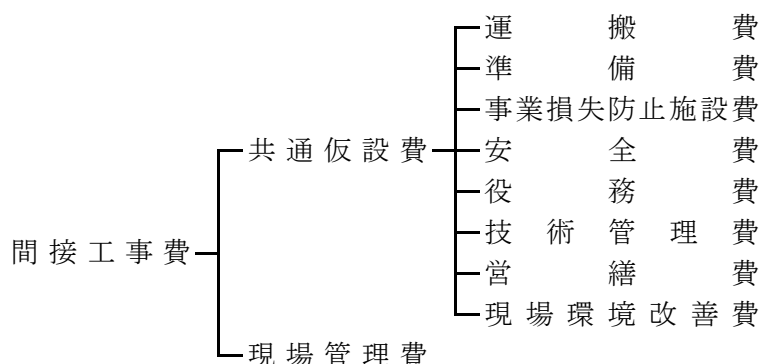 運搬費
準備費
事業損失防止施設費
共通仮設費
安全費
役務費
技術管理費
間接工事費
営繕費
現場環境改善費
現場管理費